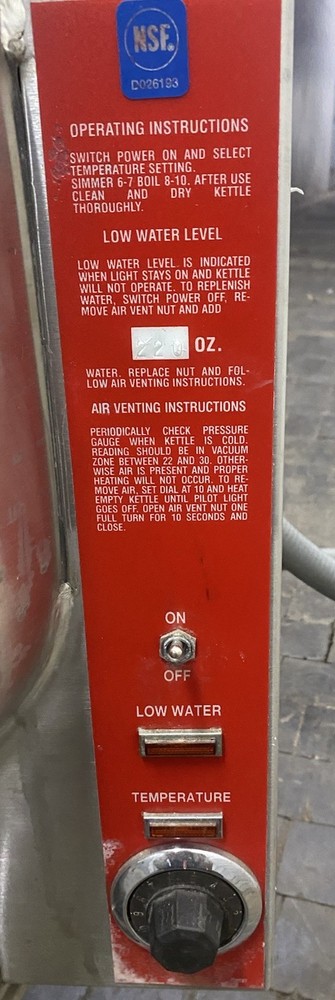 NSF.
D026193
OPERATING INSTRUCTIONS
SWITCH POWER ON AND SELECT
TEMPERATURE SETTING.
SIMMER 6-7 BOIL 8-10. AFTER USE
CLEAN AND DRY KETTLE
THOROUGHLY.
LOW WATER LEVEL
LOW WATER LEVEL. IS INDICATED
WHEN LIGHT STAYS ON AND KETTLE
WILL NOT OPERATE. TO REPLENISH
WATER, SWITCH POWER OFF, RE-
MOVE AIR VENT NUT AND ADD
OZ.
WATER. REPLACE NUT AND FOL-
LOW AIR VENTING INSTRUCTIONS.
AIR VENTING INSTRUCTIONS
PERIODICALLY CHECK PRESSURE
GAUGE WHEN KETTLE IS COLD.
READING SHOULD BE IN VACUUM
ZONE BETWEEN 22 AND 30. OTHER-
WISE AIR IS PRESENT AND PROPER
HEATING WILL NOT OCCUR. TO RE-
MOVE AIR, SET DIAL AT 10 AND HEAT
EMPTY KETTLE UNTIL PILOT LIGHT
GOES OFF. OPEN AIR VENT NUT ONE
FULL TURN FOR 10 SECONDS AND
CLOSE.
ON
OFF
LOW WATER
TEMPERATURE